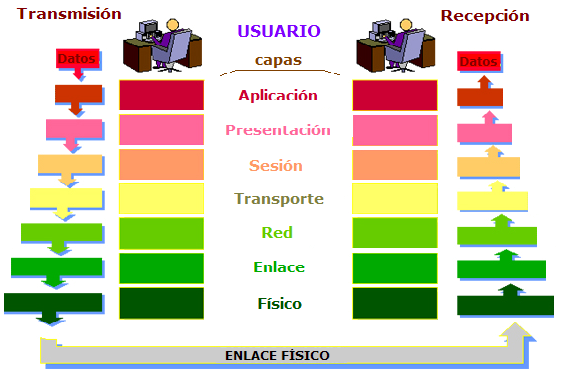 Transmisión
Recepción
USUARIO
capas
Datos
Datos
Aplicación
Presentación
Sesión
Transporte
Red
Enlace
Físico
ENLACE FÍSICO